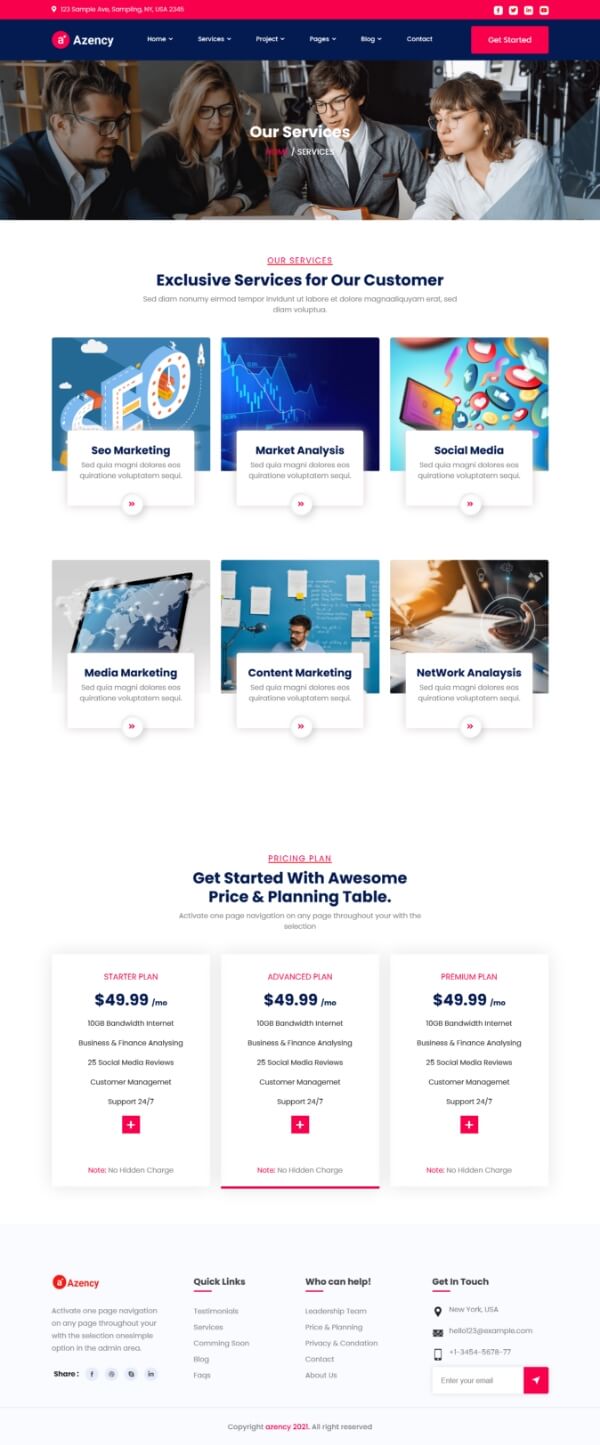 123 Sample Ave, Sampling, NY, USA 2345
a Azency
Home Services Project Pages Blog Contact
Get Started
Our Services
HOME / SERVICES
OUR SERVICES
Exclusive Services for Our Customer
Sed diam nonumy eirmod tempor invidunt ut labore et dolore magnaaliquyam erat, sed
diam voluptua.
SEO
Seo Marketing
Sed quia magni dolores eos
quiratione voluptatem sequi.
Market Analysis
Sed quia magni dolores eos
quiratione voluptatem sequi.
Social Media
Sed quia magni dolores eos
quiratione voluptatem sequi.
Media Marketing
Sed quia magni dolores eos
quiratione voluptatem sequi.
Content Marketing
Sed quia magni dolores eos
quiratione voluptatem sequi.
NetWork Analaysis
Sed quia magni dolores eos
quiratione voluptatem sequi.
PRICING PLAN
Get Started With Awesome
Price & Planning Table.
Activate one page navigation on any page throughout your with the
selection
STARTER PLAN
$49.99 /mo
10GB Bandwidth Internet
Business & Finance Analysing
25 Social Media Reviews
Customer Managemet
Support 24/7
+
Note: No Hidden Charge
ADVANCED PLAN
$49.99 /mo
10GB Bandwidth Internet
Business & Finance Analysing
25 Social Media Reviews
Customer Managemet
Support 24/7
+
Note: No Hidden Charge
PREMIUM PLAN
$49.99 /mo
10GB Bandwidth Internet
Business & Finance Analysing
25 Social Media Reviews
Customer Managemet
Support 24/7
+
Note: No Hidden Charge
a Azency
Activate one page navigation
on any page throughout your
with the selection onesimple
option in the admin area.
Share :
Quick Links
Testimonials
Services
Comming Soon
Blog
Faqs
Who can help!
Leadership Team
Price & Planning
Privacy & Condation
Contact
About Us
Get In Touch
New York, USA
hello123@example.com
+1-3454-5678-77
Enter your email
Copyright azency 2021. All right reserved